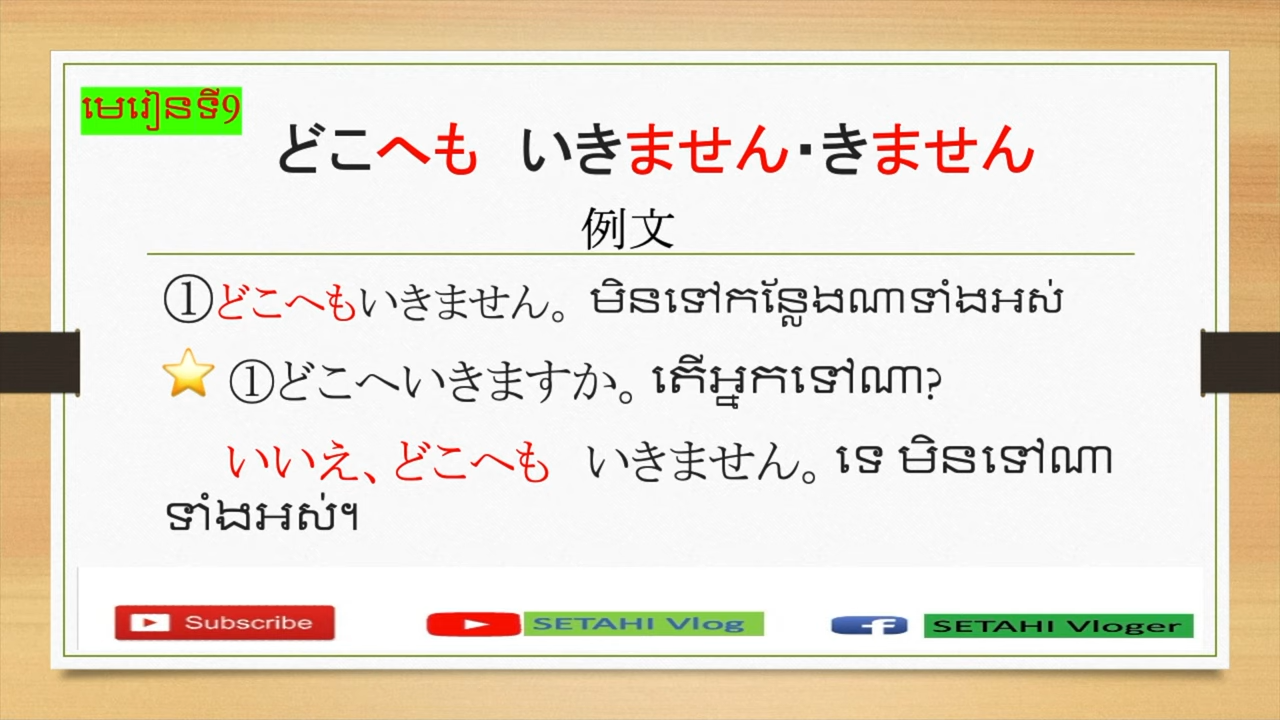 មេរៀនទី9
どこへも　いきません・きません
例文
①どこへもいきません。 មិនទៅកន្លែងណាទាំងអស់
⭐ ①どこへいきますか。តើអ្នកទៅណា?
いいえ、どこへも　いきません。ទេ មិនទៅណា
ទាំងអស់។
Subscribe
SETAHI Vlog
f SETAHI Vloger